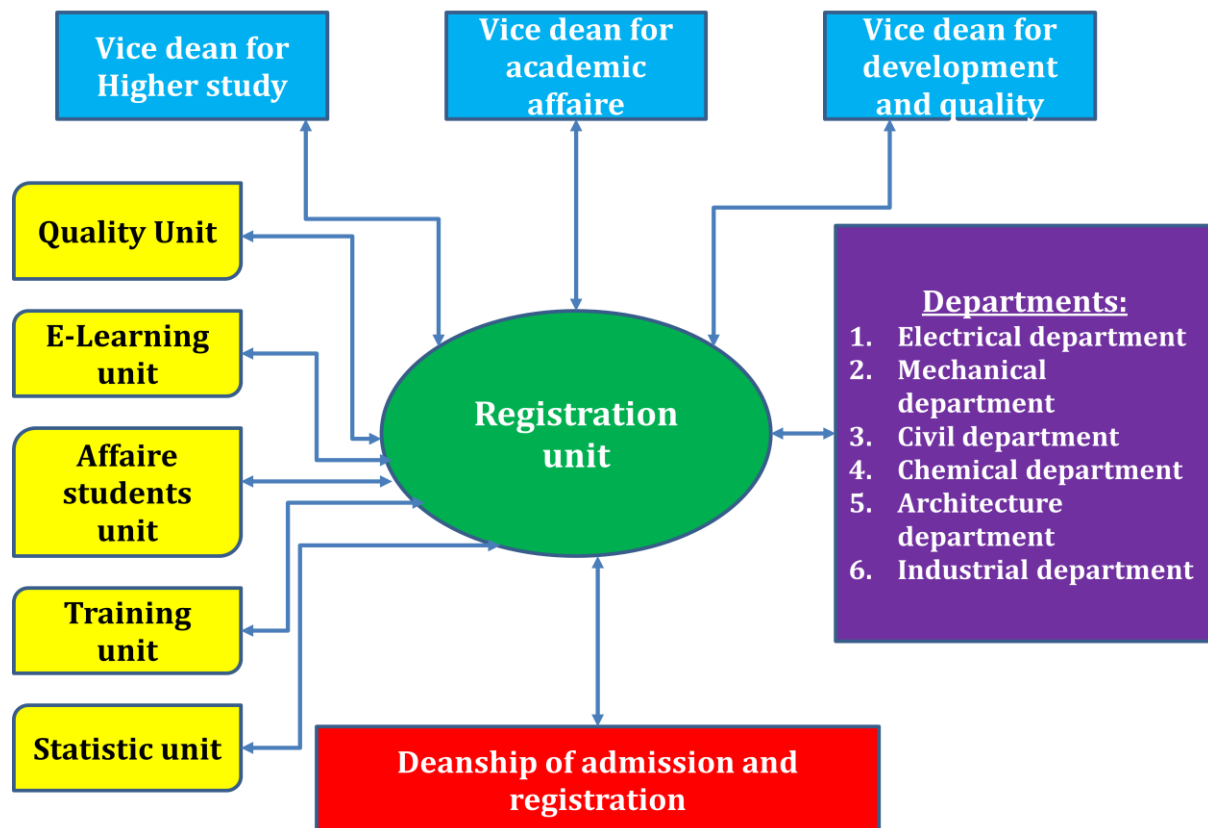 Vice dean for
Higher study
Vice dean for
academic
affaire
Vice dean for
development
and quality
Quality Unit
E-Learning
unit
Affaire
students
unit
Training
unit
Statistic unit
Registration
unit
Departments:
1. Electrical department
2. Mechanical
department
3. Civil department
4. Chemical department
5. Architecture
department
6. Industrial department
Deanship of admission and
registration